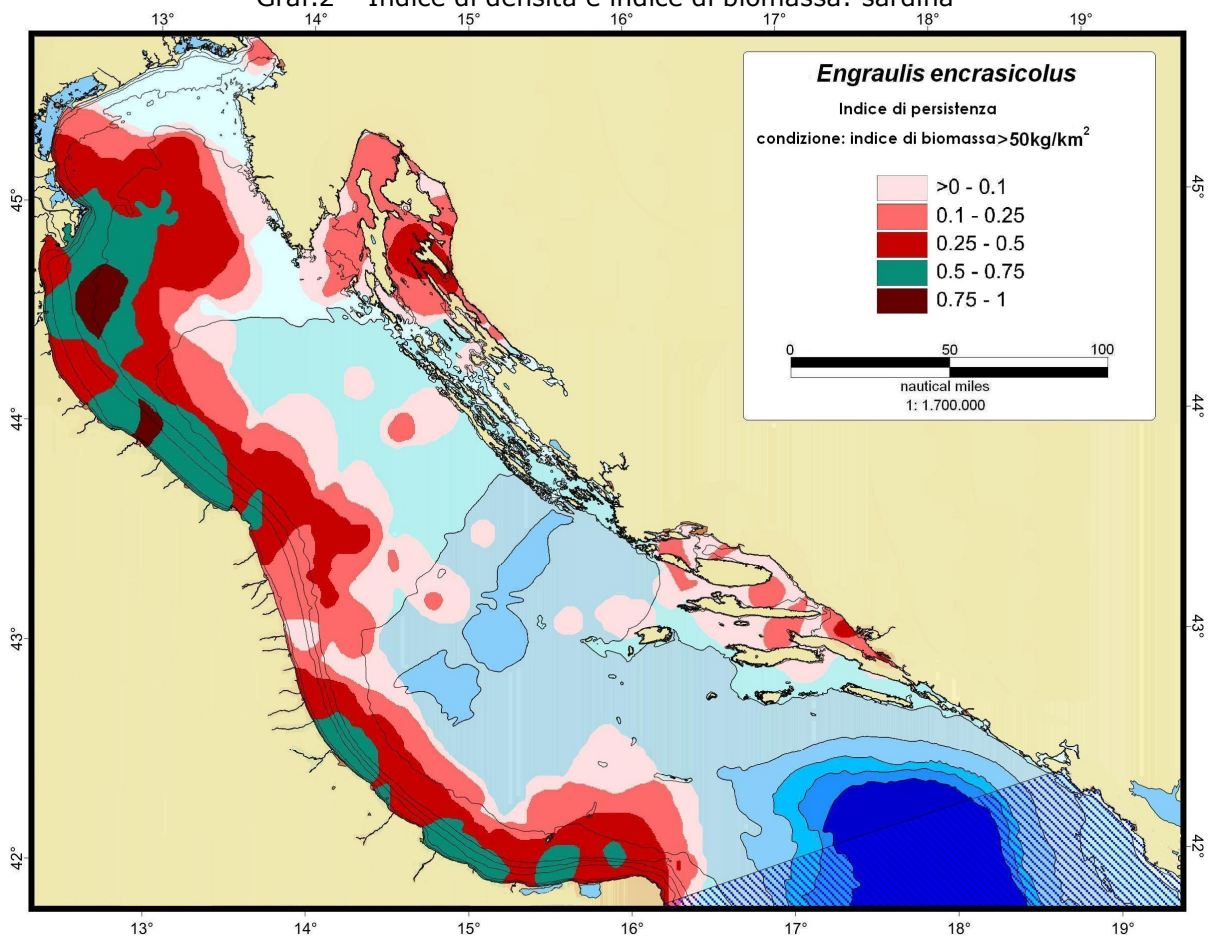 Graf.2 – Indice di densità e indice di biomassa: sardina
13° 14° 15° 16° 17° 18° 19°
Engraulis encrasicolus
Indice di persistenza
condizione: indice di biomassa>50kg/km²
>0 - 0.1
0.1 - 0.25
0.25 - 0.5
0.5 - 0.75
0.75 - 1
0 50 100
nautical miles
1: 1.700.000
45° 45°
44° 44°
43° 43°
42° 42°
13° 14° 15° 16° 17° 18° 19°